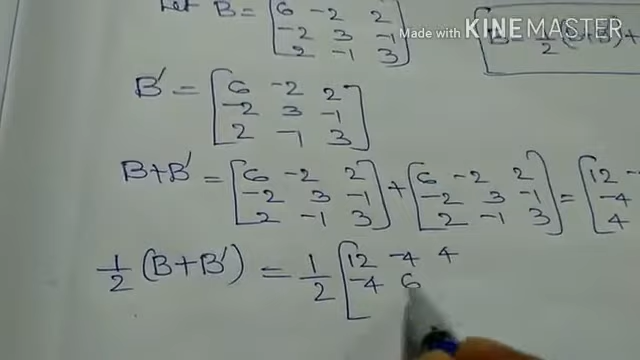 Let B = [6 -2 2
-2 3 -1
2 -1 3]
Made with KINEMASTER
B = 1/2 (B+B') +
B' = [6 -2 2
-2 3 -1
2 -1 3]
B+B' = [6 -2 2
-2 3 -1
2 -1 3] + [6 -2 2
-2 3 -1
2 -1 3] = [12
-4
4
1/2 (B+B') = 1/2 [12 -4 4
-4 6